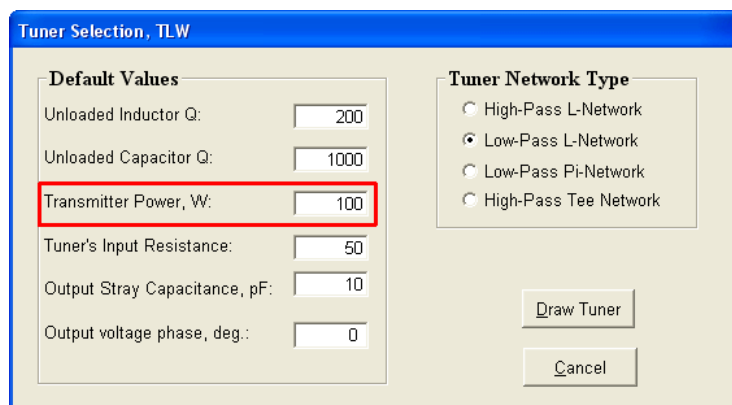 Tuner Selection, TLW
Default Values
Unloaded Inductor Q: 200
Unloaded Capacitor Q: 1000
Transmitter Power, W: 100
Tuner's Input Resistance: 50
Output Stray Capacitance, pF: 10
Output voltage phase, deg.: 0
Tuner Network Type
High-Pass L-Network
Low-Pass L-Network
Low-Pass Pi-Network
High-Pass Tee Network
Draw Tuner
Cancel